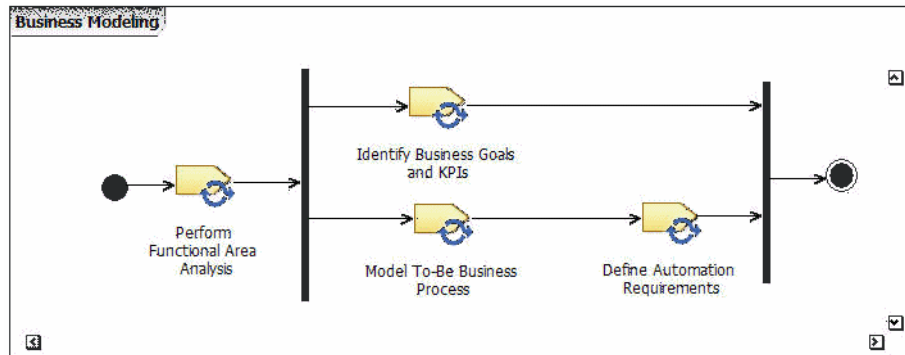 Business Modeling
Identify Business Goals
and KPIs
Perform
Functional Area
Analysis
Model To-Be Business
Process
Define Automation
Requirements